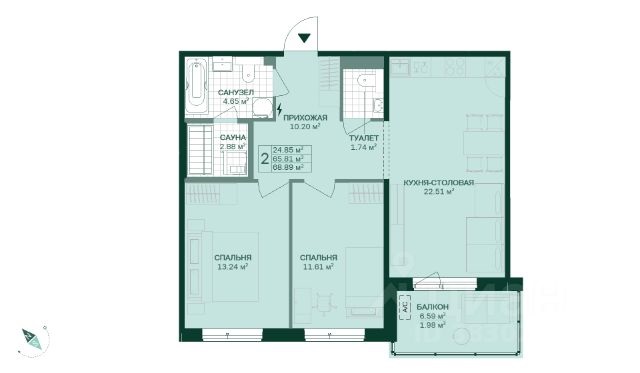 САНУЗЕЛ
4.65 м²
ПРИХОЖАЯ
10.20 м²
САУНА
2.88 м²
ТУАЛЕТ
1.74 м²
2
24.85 м²
65.81 м²
68.89 м²
КУХНЯ-СТОЛОВАЯ
22.51 м²
СПАЛЬНЯ
13.24 м²
СПАЛЬНЯ
11.61 м²
A/C
БАЛКОН
6.59 м²
1.98 м²